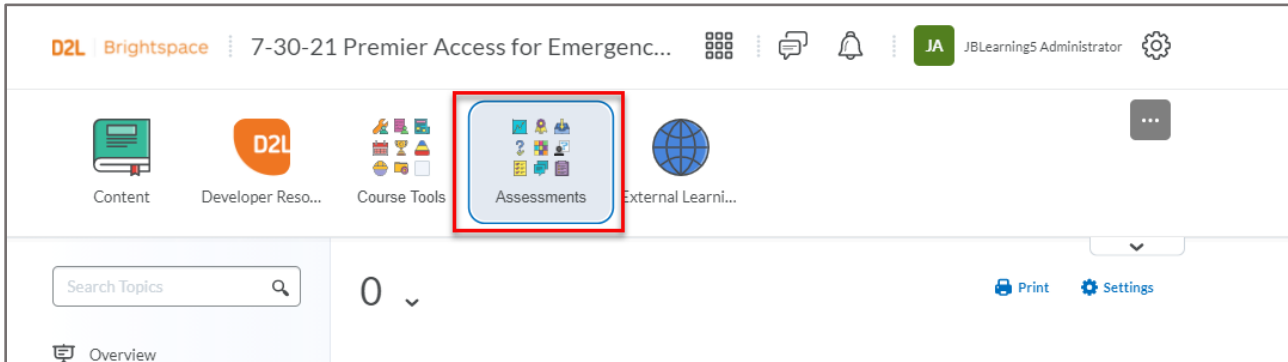 D2L Brightspace 7-30-21 Premier Access for Emergenc... JA JBLearning5 Administrator
D2L
Content Developer Reso... Course Tools Assessments External Learni...
Search Topics 0 Print Settings
Overview